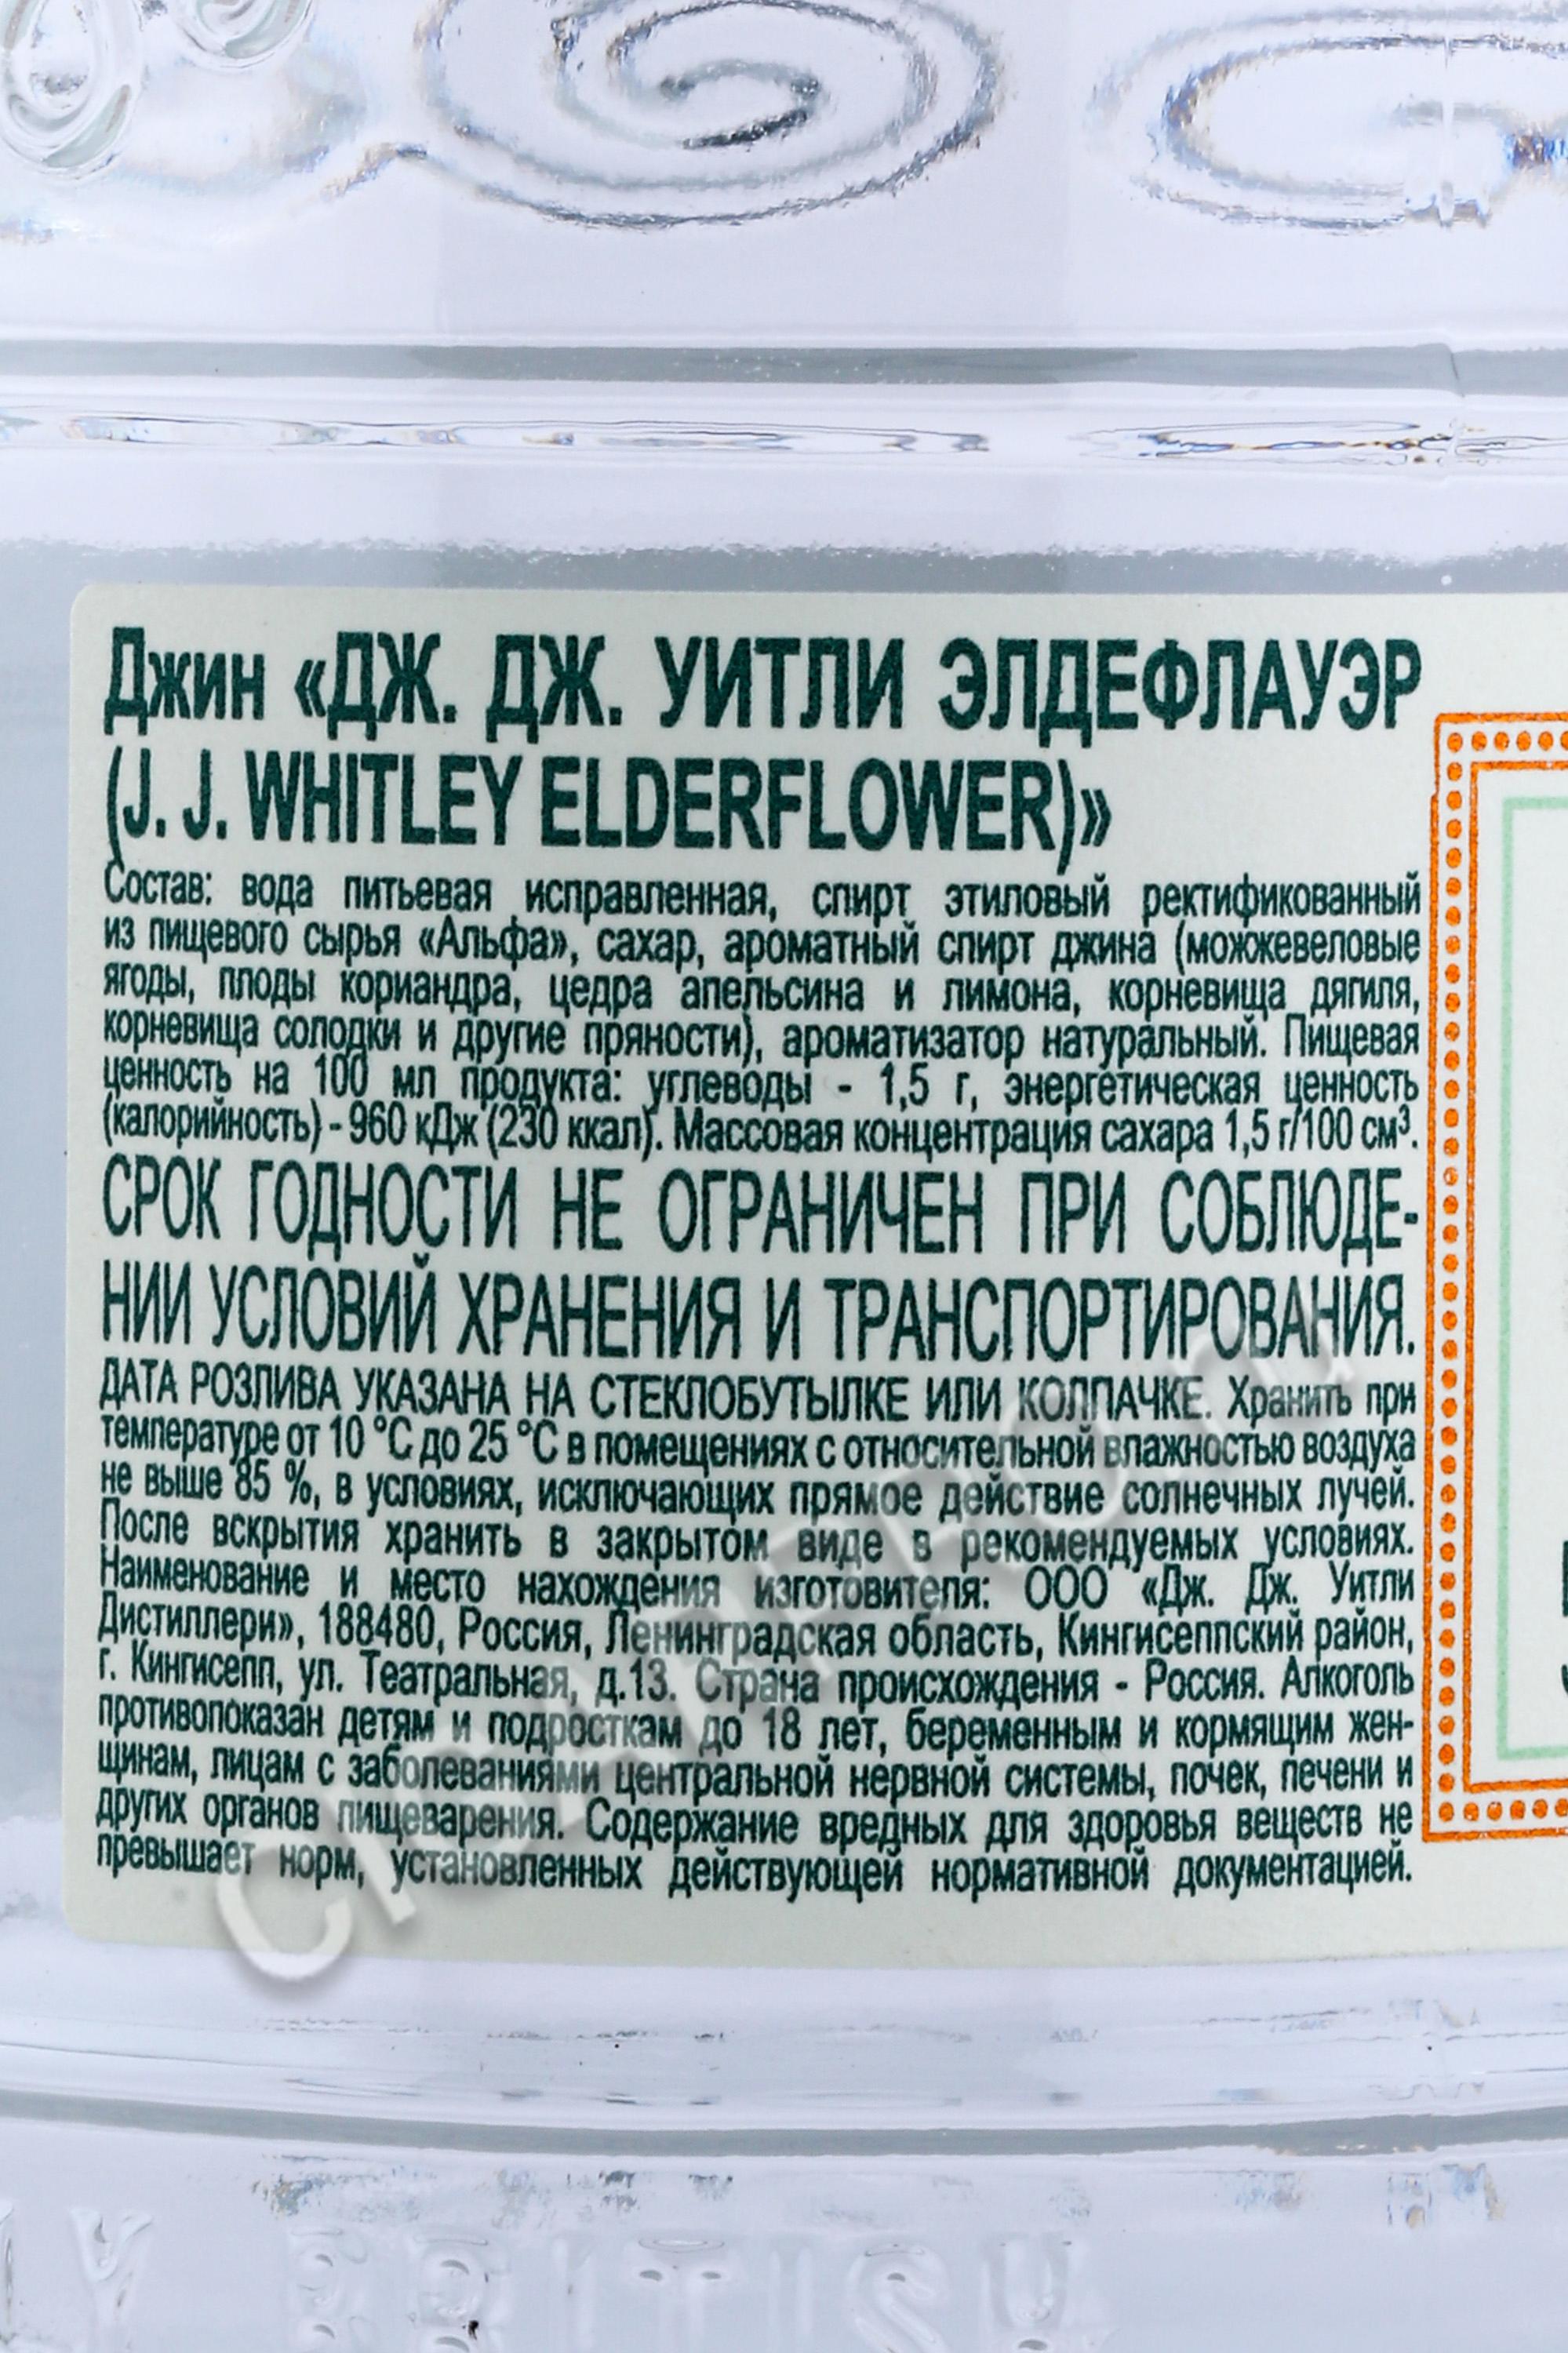 Джин «ДЖ. ДЖ. УИТЛИ ЭЛДЕФЛАУЭР
(J. J. WHITLEY ELDERFLOWER)»
Состав: вода питьевая исправленная, спирт этиловый ректификованный
из пищевого сырья «Альфа», сахар, ароматный спирт джина (можжевеловые
ягоды, плоды кориандра, цедра апельсина и лимона, корневища дягиля,
корневища солодки и другие пряности), ароматизатор натуральный. Пищевая
ценность на 100 мл продукта: углеводы - 1,5 г, энергетическая ценность
(калорийность) - 960 кДж (230 ккал). Массовая концентрация сахара 1,5 г/100 см³.
СРОК ГОДНОСТИ НЕ ОГРАНИЧЕН ПРИ СОБЛЮДЕ-
НИИ УСЛОВИЙ ХРАНЕНИЯ И ТРАНСПОРТИРОВАНИЯ.
ДАТА РОЗЛИВА УКАЗАНА НА СТЕКЛОБУТЫЛКЕ ИЛИ КОЛПАЧКЕ. Хранить при
температуре от 10 °С до 25 °С в помещениях с относительной влажностью воздуха
не выше 85 %, в условиях, исключающих прямое действие солнечных лучей.
После вскрытия хранить в закрытом виде в рекомендуемых условиях.
Наименование и место нахождения изготовителя: ООО «Дж. Дж. Уитли
Дистиллери», 188480, Россия, Ленинградская область, Кингисеппский район,
г. Кингисепп, ул. Театральная, д.13. Страна происхождения - Россия. Алкоголь
противопоказан детям и подросткам до 18 лет, беременным и кормящим жен-
щинам, лицам с заболеваниями центральной нервной системы, почек, печени и
других органов пищеварения. Содержание вредных для здоровья веществ не
превышает норм, установленных действующей нормативной документацией.